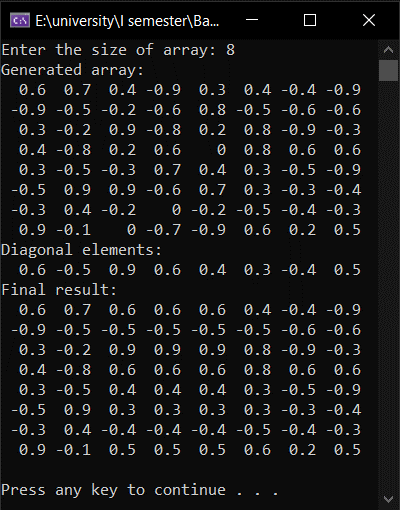 E:\university\I semester\Ba...
Enter the size of array: 8
Generated array:
0.6 0.7 0.4 -0.9 0.3 0.4 -0.4 -0.9
-0.9 -0.5 -0.2 -0.6 0.8 -0.5 -0.6 -0.6
0.3 -0.2 0.9 -0.8 0.2 0.8 -0.9 -0.3
0.4 -0.8 0.2 0.6 0 0.8 0.6 0.6
0.3 -0.5 -0.3 0.7 0.4 0.3 -0.5 -0.9
-0.5 0.9 0.9 -0.6 0.7 0.3 -0.3 -0.4
-0.3 0.4 -0.2 0 -0.2 -0.5 -0.4 -0.3
0.9 -0.1 0 -0.7 -0.9 0.6 0.2 0.5
Diagonal elements:
0.6 -0.5 0.9 0.6 0.4 0.3 -0.4 0.5
Final result:
0.6 0.7 0.6 0.6 0.6 0.4 -0.4 -0.9
-0.9 -0.5 -0.5 -0.5 -0.5 -0.5 -0.6 -0.6
0.3 -0.2 0.9 0.9 0.9 0.8 -0.9 -0.3
0.4 -0.8 0.6 0.6 0.6 0.8 0.6 0.6
0.3 -0.5 0.4 0.4 0.4 0.3 -0.5 -0.9
-0.5 0.9 0.3 0.3 0.3 0.3 -0.3 -0.4
-0.3 0.4 -0.4 -0.4 -0.4 -0.5 -0.4 -0.3
0.9 -0.1 0.5 0.5 0.5 0.6 0.2 0.5
Press any key to continue . . .